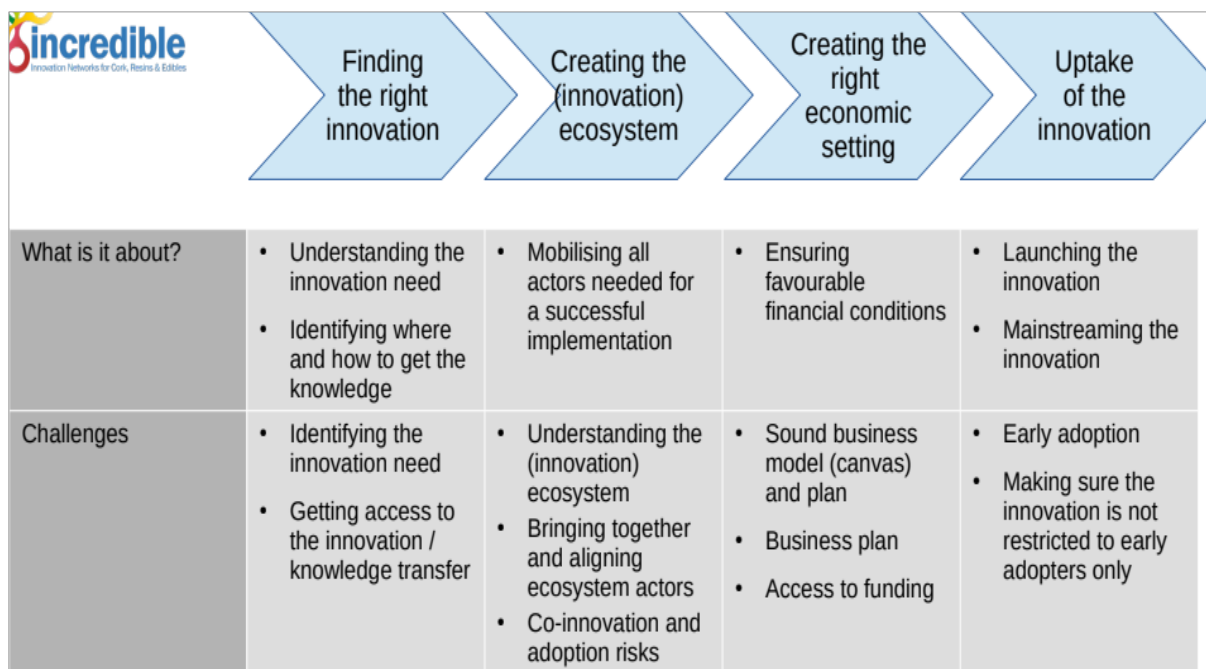 incredible
Innovation Networks for Cork, Resins & Edibles
Finding
the right
innovation
Creating the
(innovation)
ecosystem
Creating the
right
economic
setting
Uptake
of the
innovation
What is it about?
• Understanding the
innovation need
• Identifying where
and how to get the
knowledge
• Mobilising all
actors needed for
a successful
implementation
• Ensuring
favourable
financial conditions
• Launching the
innovation
• Mainstreaming the
innovation
Challenges
• Identifying the
innovation need
• Getting access to
the innovation /
knowledge transfer
• Understanding the
(innovation)
ecosystem
• Bringing together
and aligning
ecosystem actors
• Co-innovation and
adoption risks
• Sound business
model (canvas)
and plan
• Business plan
• Access to funding
• Early adoption
• Making sure the
innovation is not
restricted to early
adopters only